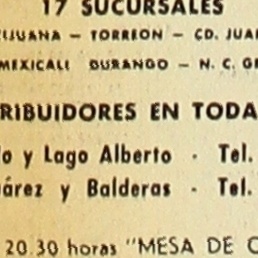 17 SUCURSALES
IJUANA — TORREON — CD. JUA
MEXICALI DURANGO — N. C. G
RIBUIDORES EN TODA
o y Lago Alberto - Tel.
árez y Balderas - Tel.
20.30 horas "MESA DE